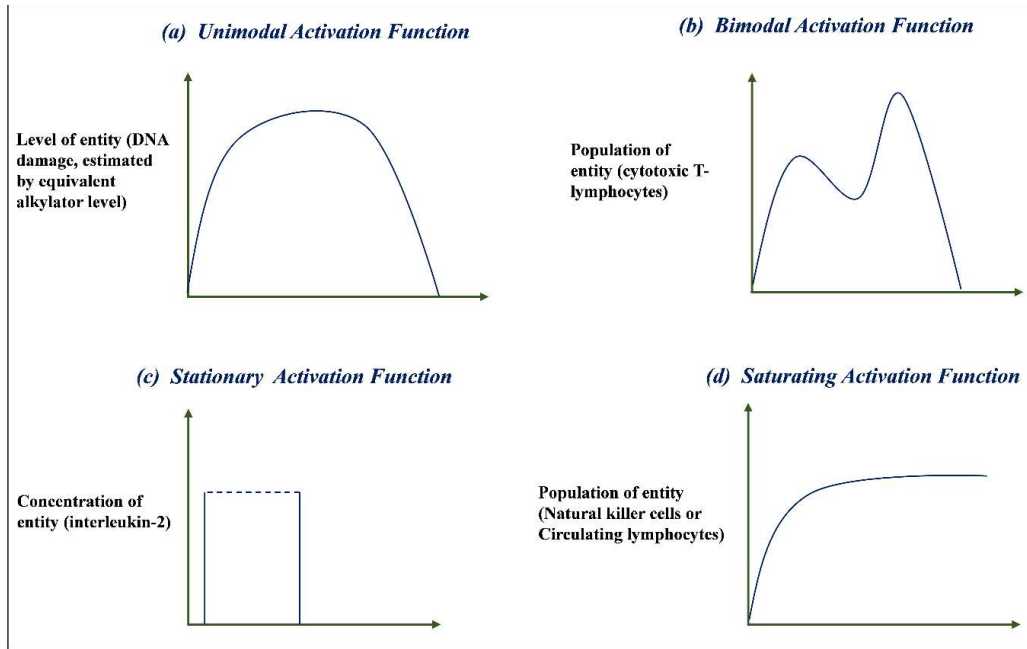 (a) Unimodal Activation Function
Level of entity (DNA
damage, estimated
by equivalent
alkylator level)
(b) Bimodal Activation Function
Population of
entity (cytotoxic T-
lymphocytes)
(c) Stationary Activation Function
Concentration of
entity (interleukin-2)
(d) Saturating Activation Function
Population of entity
(Natural killer cells or
Circulating lymphocytes)